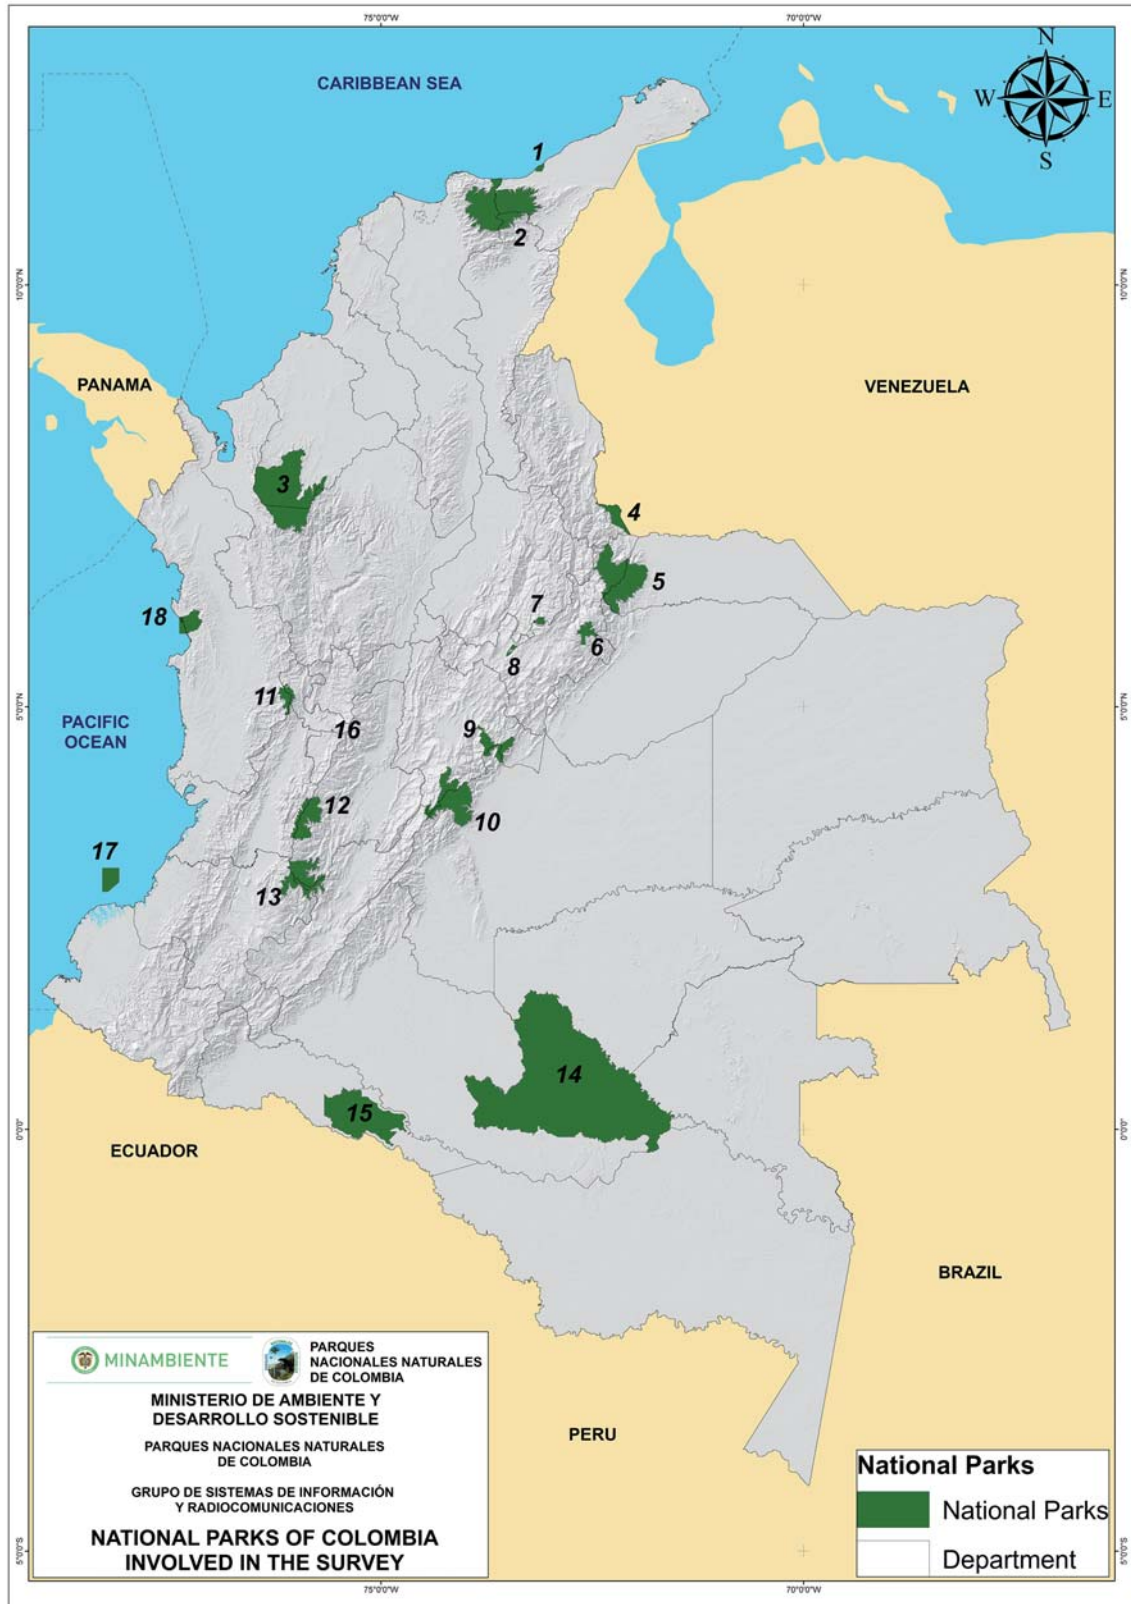 75°0'0"W
70°0'0"W
N
W
E
S
CARIBBEAN SEA
1
2
10°0'0"N
10°0'0"N
PANAMA
VENEZUELA
3
4
5
18
7
6
8
11
5°0'0"N
5°0'0"N
PACIFIC
OCEAN
16
9
12
10
17
13
14
15
0°0'0"
0°0'0"
ECUADOR
BRAZIL
PERU
MINAMBIENTE
PARQUES
NACIONALES NATURALES
DE COLOMBIA
MINISTERIO DE AMBIENTE Y
DESARROLLO SOSTENIBLE
PARQUES NACIONALES NATURALES
DE COLOMBIA
GRUPO DE SISTEMAS DE INFORMACIÓN
Y RADIOCOMUNICACIONES
NATIONAL PARKS OF COLOMBIA
INVOLVED IN THE SURVEY
National Parks
National Parks
Department
5°0'0"S
5°0'0"S
75°0'0"W
70°0'0"W